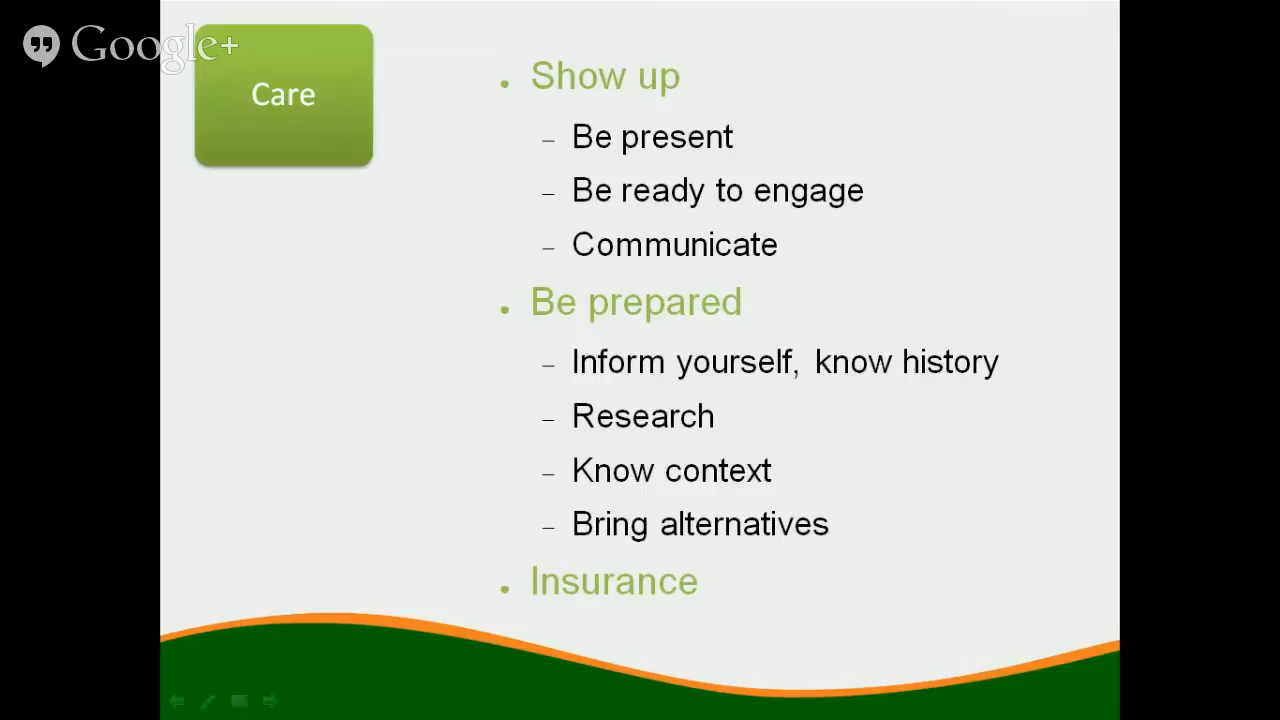 Google+
Care
Show up
Be present
Be ready to engage
Communicate
Be prepared
Inform yourself, know history
Research
Know context
Bring alternatives
Insurance